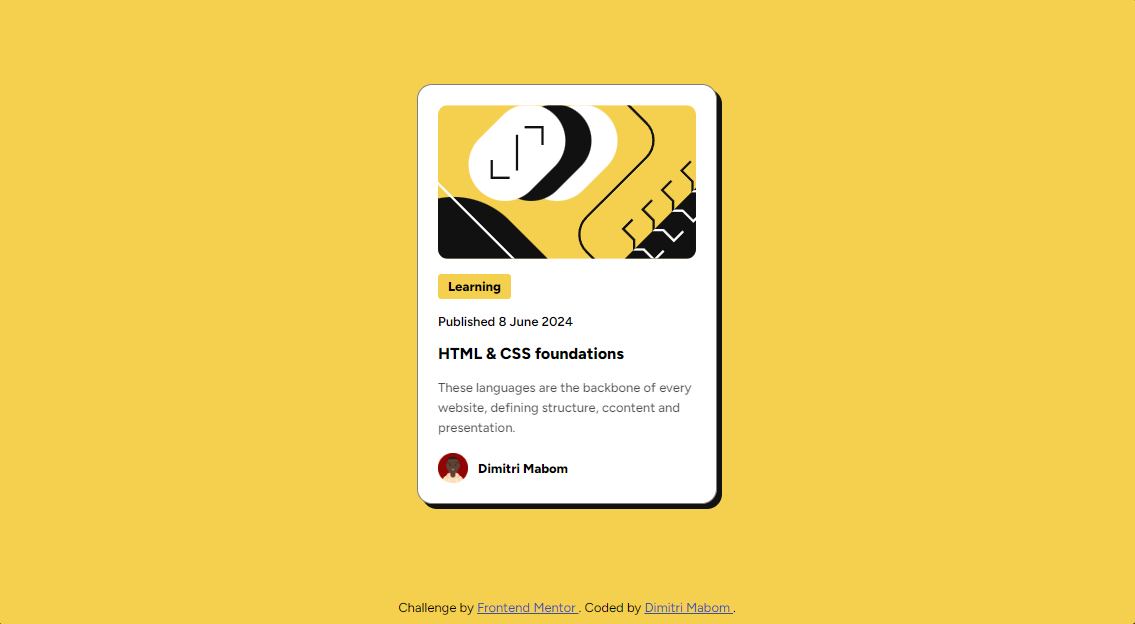 Learning
Published 8 June 2024
HTML & CSS foundations
These languages are the backbone of every
website, defining structure, ccontent and
presentation.
Dimitri Mabom
Challenge by Frontend Mentor . Coded by Dimitri Mabom .